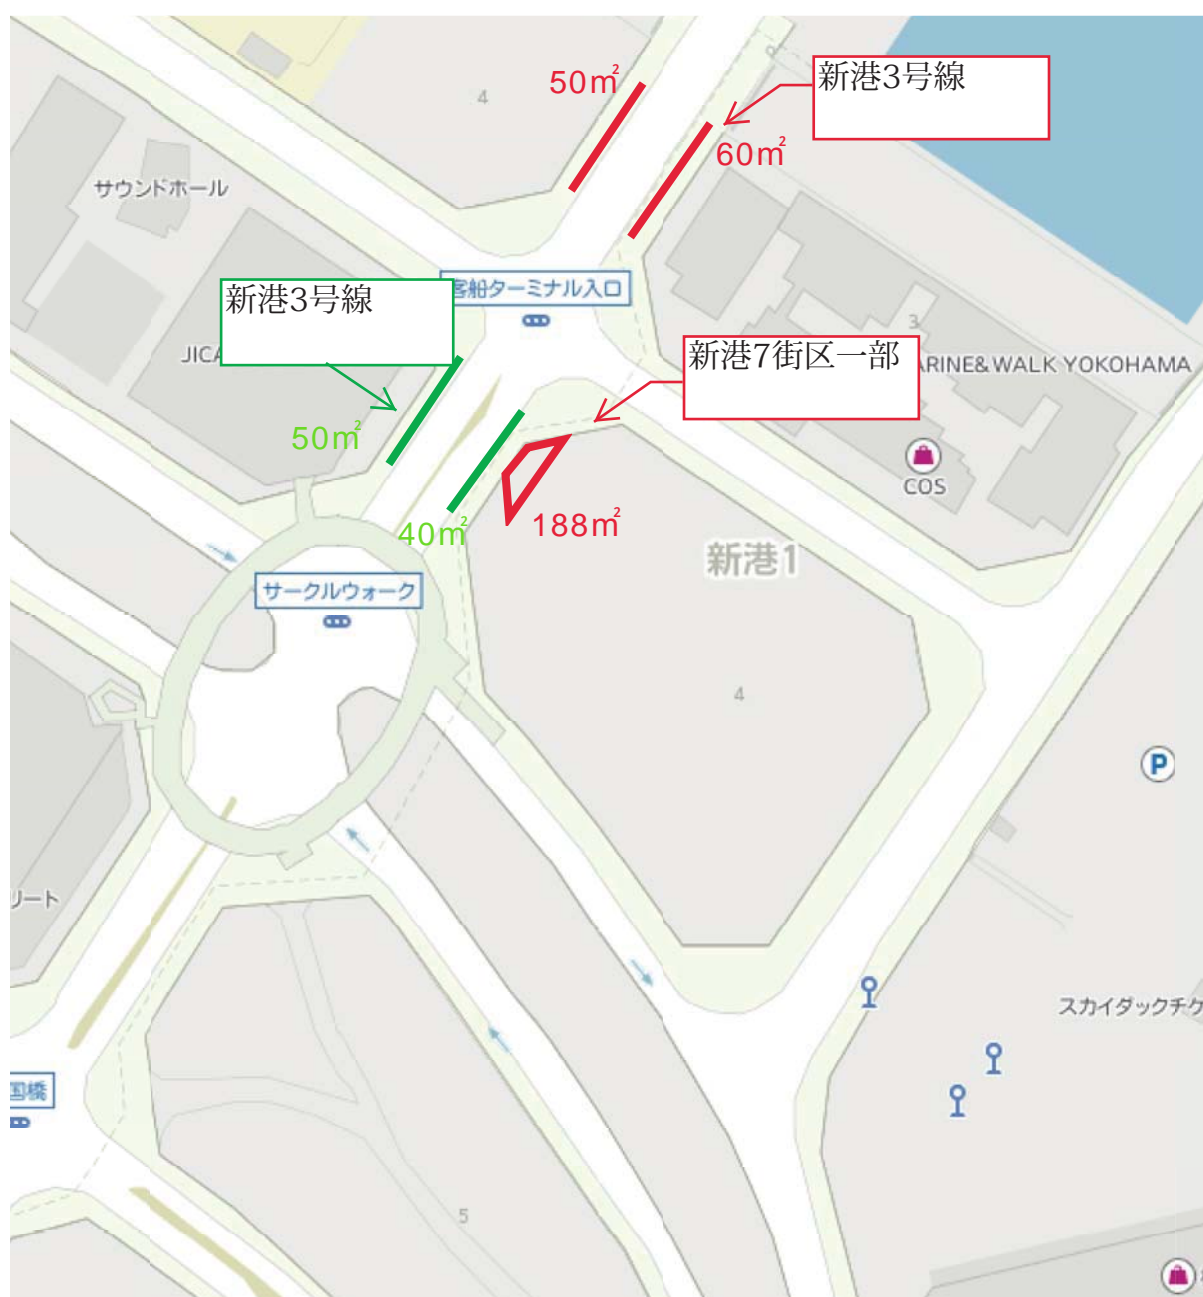 50㎡
新港3号線
4
60㎡
サウンドホール
新港3号線
客船ターミナル入口
3
JICA
新港7街区一部
ARINE&WALK YOKOHAMA
50㎡
COS
188㎡
40㎡
新港1
サークルウォーク
4
P
リート
スカイダックチケ
国橋
5